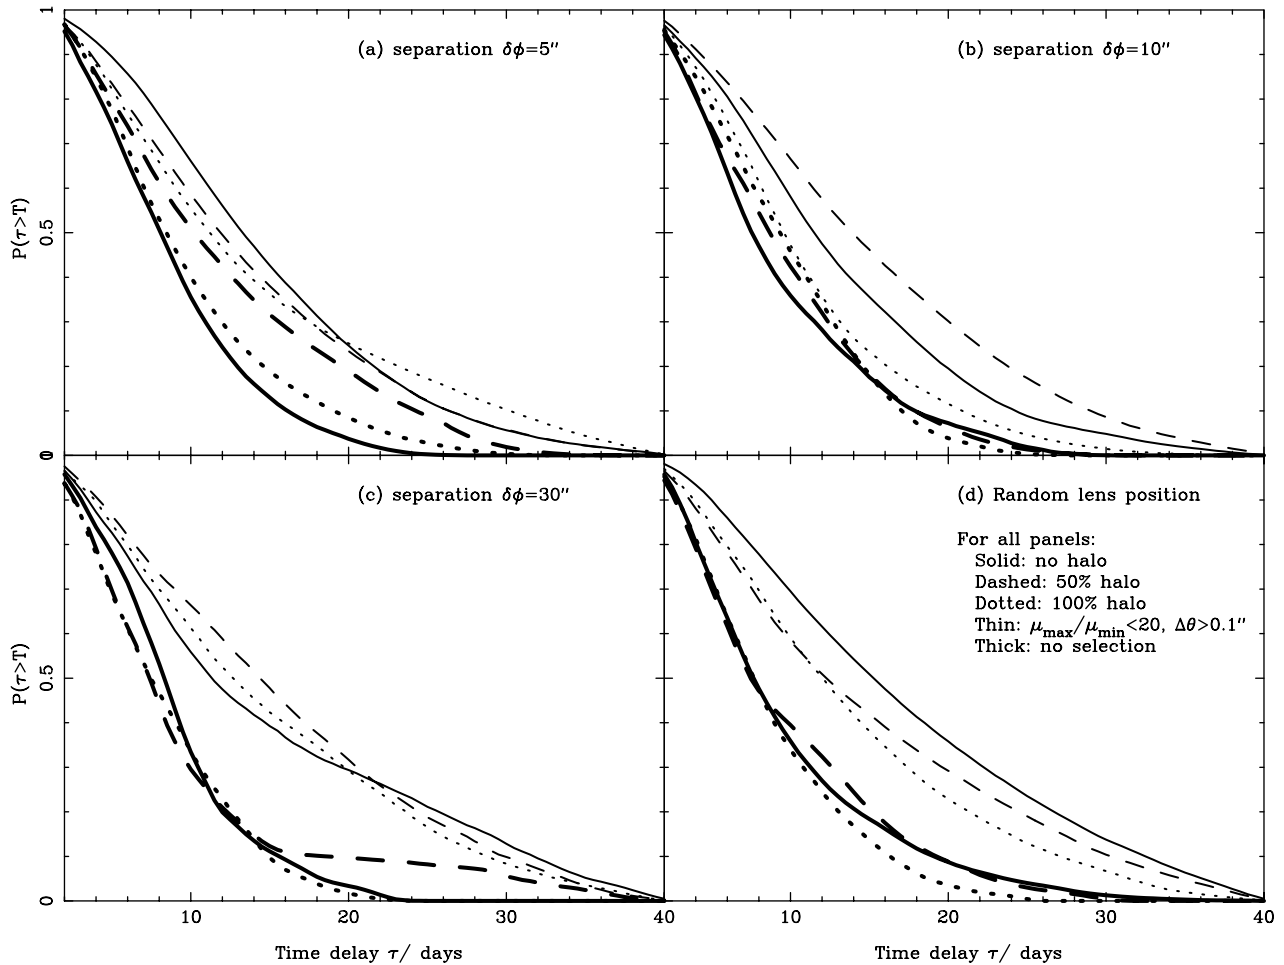 1
(a) separation δϕ=5″
(b) separation δϕ=10″
P(τ>T)
0.5
0
(c) separation δϕ=30″
(d) Random lens position
For all panels:
Solid: no halo
Dashed: 50% halo
Dotted: 100% halo
Thin: μmax/μmin<20, Δθ>0.1″
Thick: no selection
P(τ>T)
0.5
0
10 20 30 40 10 20 30 40
Time delay τ/ days Time delay τ/ days